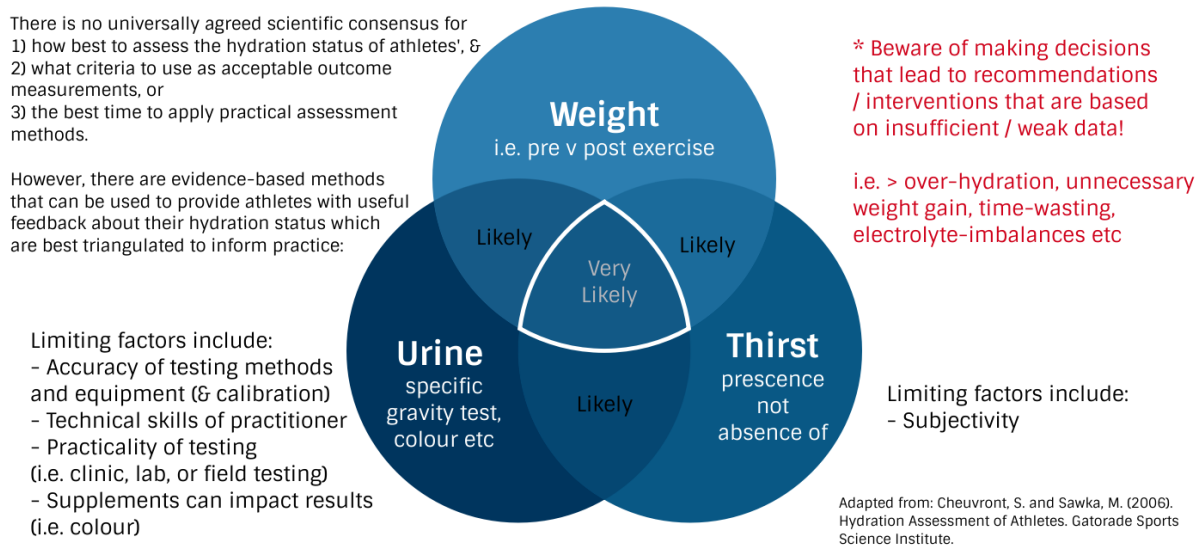 There is no universally agreed scientific consensus for
1) how best to assess the hydration status of athletes', &
2) what criteria to use as acceptable outcome
measurements, or
3) the best time to apply practical assessment
methods.
However, there are evidence-based methods
that can be used to provide athletes with useful
feedback about their hydration status which
are best triangulated to inform practice:
Weight
i.e. pre v post exercise
* Beware of making decisions
that lead to recommendations
/ interventions that are based
on insufficient / weak data!
i.e. > over-hydration, unnecessary
weight gain, time-wasting,
electrolyte-imbalances etc
Likely
Likely
Very
Likely
Limiting factors include:
- Accuracy of testing methods
and equipment (& calibration)
- Technical skills of practitioner
- Practicality of testing
(i.e. clinic, lab, or field testing)
- Supplements can impact results
(i.e. colour)
Urine
specific
gravity test,
colour etc
Likely
Thirst
prescence
not
absence of
Limiting factors include:
- Subjectivity
Adapted from: Cheuvront, S. and Sawka, M. (2006).
Hydration Assessment of Athletes. Gatorade Sports
Science Institute.